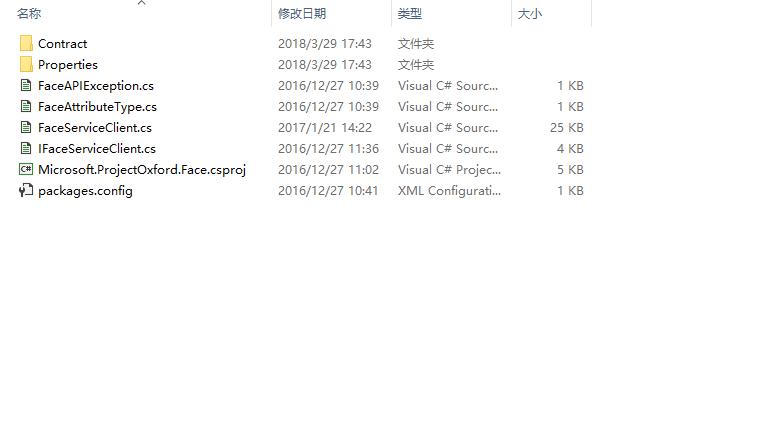 名称 修改日期 类型 大小
Contract 2018/3/29 17:43 文件夹
Properties 2018/3/29 17:43 文件夹
FaceAPIException.cs 2016/12/27 10:39 Visual C# Sourc... 1 KB
FaceAttributeType.cs 2016/12/27 10:39 Visual C# Sourc... 1 KB
FaceServiceClient.cs 2017/1/21 14:22 Visual C# Sourc... 25 KB
IFaceServiceClient.cs 2016/12/27 11:36 Visual C# Sourc... 4 KB
C# Microsoft.ProjectOxford.Face.csproj 2016/12/27 11:02 Visual C# Projec... 5 KB
packages.config 2016/12/27 10:41 XML Configurati... 1 KB